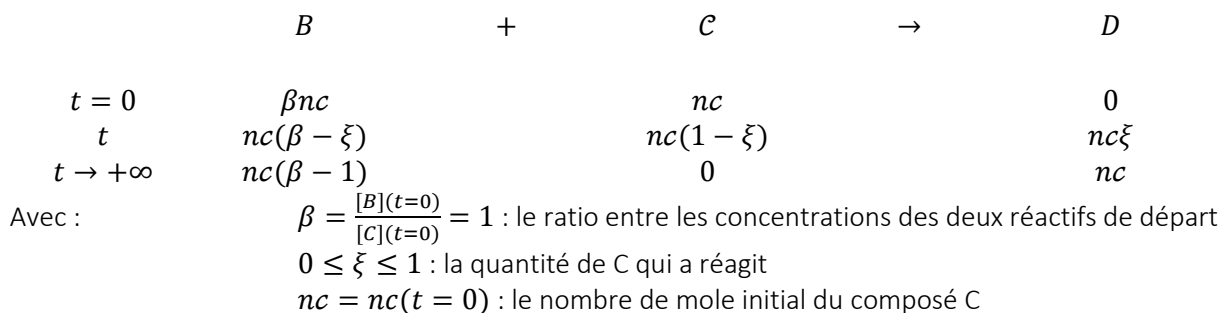 𝐵 + 𝒞 → 𝐷
𝑡 = 0 𝛽𝑛𝑐 𝑛𝑐 0
𝑡 𝑛𝑐(𝛽 − 𝜉) 𝑛𝑐(1 − 𝜉) 𝑛𝑐𝜉
𝑡 → +∞ 𝑛𝑐(𝛽 − 1) 0 𝑛𝑐
Avec : 𝛽 = [𝐵](𝑡=0)/[𝐶](𝑡=0) = 1 : le ratio entre les concentrations des deux réactifs de départ
0 ≤ 𝜉 ≤ 1 : la quantité de C qui a réagit
𝑛𝑐 = 𝑛𝑐(𝑡 = 0) : le nombre de mole initial du composé C